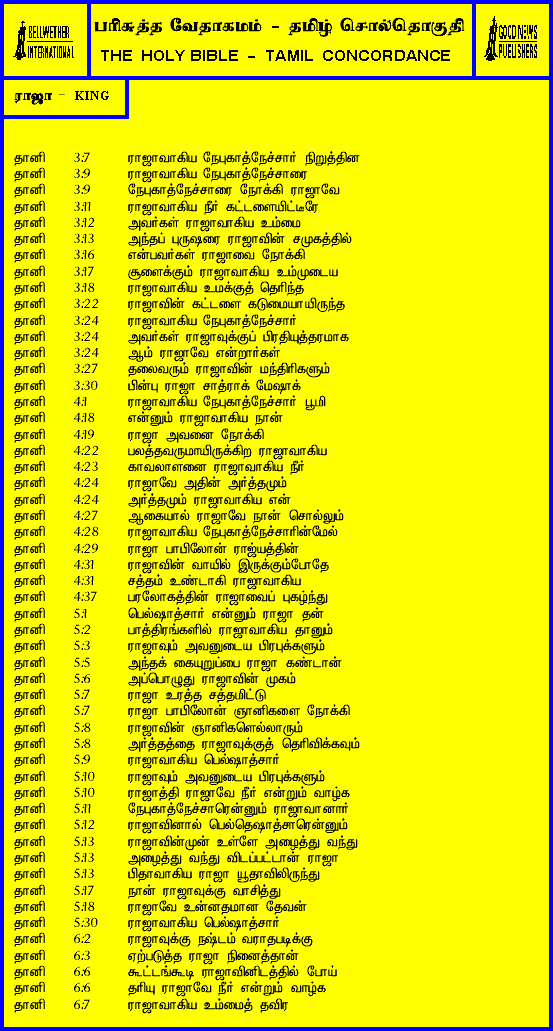 BELLWETHER
INTERNATIONAL
பரிசுத்த வேதாகமம் - தமிழ் சொல்தொகுதி
THE HOLY BIBLE - TAMIL CONCORDANCE
GOOD NEWS
PUBLISHERS
ராஜா - KING
தானி 3:7 ராஜாவாகிய நேபுகாத்நேச்சார் நிறுத்தின
தானி 3:9 ராஜாவாகிய நேபுகாத்நேச்சாரை
தானி 3:9 நேபுகாத்நேச்சாரை நோக்கி ராஜாவே
தானி 3:11 ராஜாவாகிய நீர் கட்டளையிட்டீரே
தானி 3:12 அவர்கள் ராஜாவாகிய உம்மை
தானி 3:13 அந்தப் புருஷரை ராஜாவின் சமுகத்தில்
தானி 3:16 என்பவர்கள் ராஜாவை நோக்கி
தானி 3:17 சூளைக்கும் ராஜாவாகிய உம்முடைய
தானி 3:18 ராஜாவாகிய உமக்குத் தெரிந்த
தானி 3:22 ராஜாவின் கட்டளை கடுமையாயிருந்த
தானி 3:24 ராஜாவாகிய நேபுகாத்நேச்சார்
தானி 3:24 அவர்கள் ராஜாவுக்குப் பிரதியுத்தரமாக
தானி 3:24 ஆம் ராஜாவே என்றார்கள்
தானி 3:27 தலைவரும் ராஜாவின் மந்திரிகளும்
தானி 3:30 பின்பு ராஜா சாத்ராக் மேஷாக்
தானி 4:1 ராஜாவாகிய நேபுகாத்நேச்சார் பூமி
தானி 4:18 என்னும் ராஜாவாகிய நான்
தானி 4:19 ராஜா அவனை நோக்கி
தானி 4:22 பலத்தவருமாயிருக்கிற ராஜாவாகிய
தானி 4:23 காவலாளனை ராஜாவாகிய நீர்
தானி 4:24 ராஜாவே அதின் அர்த்தமும்
தானி 4:24 அர்த்தமும் ராஜாவாகிய என்
தானி 4:27 ஆகையால் ராஜாவே நான் சொல்லும்
தானி 4:28 ராஜாவாகிய நேபுகாத்நேச்சாரின்மேல்
தானி 4:29 ராஜா பாபிலோன் ராஜ்யத்தின்
தானி 4:31 ராஜாவின் வாயில் இருக்கும்போதே
தானி 4:31 சத்தம் உண்டாகி ராஜாவாகிய
தானி 4:37 பரலோகத்தின் ராஜாவைப் புகழ்ந்து
தானி 5:1 பெல்ஷாத்சார் என்னும் ராஜா தன்
தானி 5:2 பாத்திரங்களில் ராஜாவாகிய தானும்
தானி 5:3 ராஜாவும் அவனுடைய பிரபுக்களும்
தானி 5:5 அந்தக் கையுறுப்பை ராஜா கண்டான்
தானி 5:6 அப்பொழுது ராஜாவின் முகம்
தானி 5:7 ராஜா உரத்த சத்தமிட்டு
தானி 5:7 ராஜா பாபிலோன் ஞானிகளை நோக்கி
தானி 5:8 ராஜாவின் ஞானிகளெல்லாரும்
தானி 5:8 அர்த்தத்தை ராஜாவுக்குத் தெரிவிக்கவும்
தானி 5:9 ராஜாவாகிய பெல்ஷாத்சார்
தானி 5:10 ராஜாவும் அவனுடைய பிரபுக்களும்
தானி 5:10 ராஜாத்தி ராஜாவே நீர் என்றும் வாழ்க
தானி 5:11 நேபுகாத்நேச்சாரென்னும் ராஜாவானார்
தானி 5:12 ராஜாவினால் பெல்தெஷாத்சாரென்னும்
தானி 5:13 ராஜாவின்முன் உள்ளே அழைத்து வந்து
தானி 5:13 அழைத்து வந்து விடப்பட்டான் ராஜா
தானி 5:13 பிதாவாகிய ராஜா யூதாவிலிருந்து
தானி 5:17 நான் ராஜாவுக்கு வாசித்து
தானி 5:18 ராஜாவே உன்னதமான தேவன்
தானி 5:30 ராஜாவாகிய பெல்ஷாத்சார்
தானி 6:2 ராஜாவுக்கு நஷ்டம் வராதபடிக்கு
தானி 6:3 ஏற்படுத்த ராஜா நினைத்தான்
தானி 6:6 கூட்டங்கூடி ராஜாவினிடத்தில் போய்
தானி 6:6 தரியு ராஜாவே நீர் என்றும் வாழ்க
தானி 6:7 ராஜாவாகிய உம்மைத் தவிர